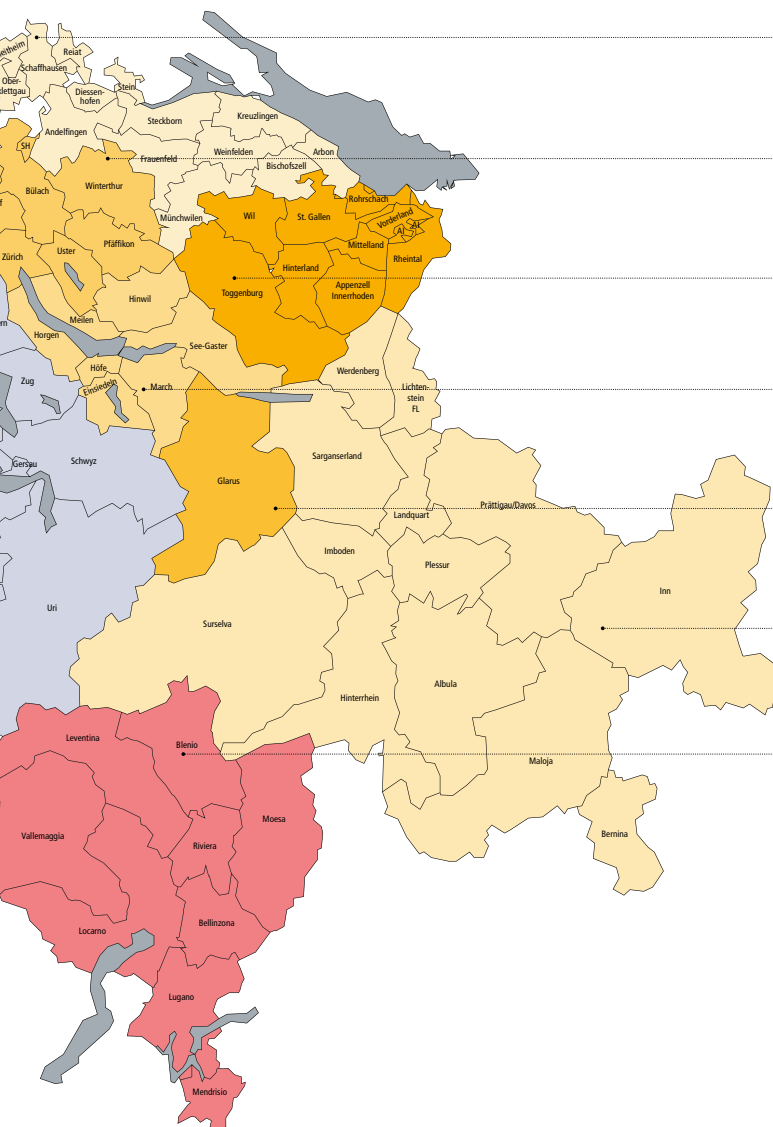 eitheim
Reiat
Schaffhausen
Ober-
klettgau
Stein
Diessen-
hofen
Kreuzlingen
Steckborn
Andelfingen
SH
Weinfelden
Arbon
Frauenfeld
Bischofszell
Winterthur
Bülach
f
Rohrschach
Münchwilen
Wil
St. Gallen
Vorderland
AI
AI
Pfäffikon
Mittelland
Uster
Zürich
Rheintal
Hinterland
Appenzell
Innerrhoden
Toggenburg
Hinwil
Meilen
ern
Horgen
See-Gaster
Höfe
Werdenberg
Zug
Einsiedeln
March
Lichten-
stein
FL
Sarganserland
Gersau
Schwyz
Glarus
Prättigau/Davos
Landquart
Imboden
Plessur
Inn
Uri
Surselva
Albula
Hinterrhein
Leventina
Blenio
Maloja
Moesa
Vallemaggia
Bernina
Riviera
Bellinzona
Locarno
Lugano
Mendrisio